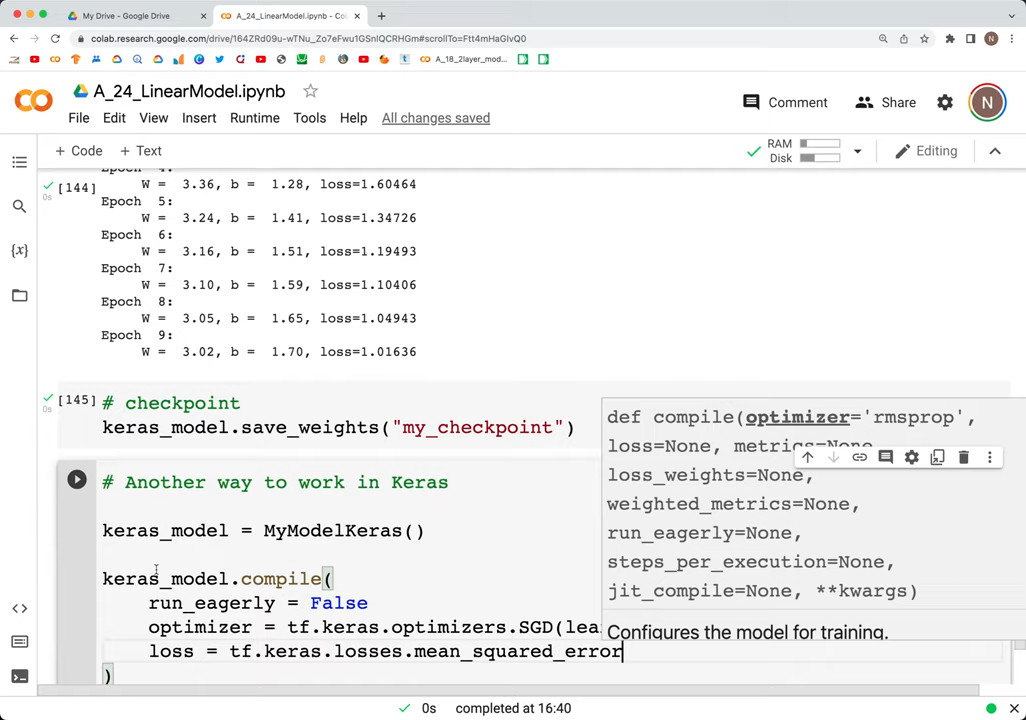 My Drive - Google Drive
A_24_LinearModel.ipynb - Col
colab.research.google.com/drive/164ZRd09u-wTNu_Zo7eFwu1GSnlQCRHGm#scrollTo=Ftt4mHaGlvQ0
N
A_18_2layer_mod...
A_24_LinearModel.ipynb
Comment
Share
N
File Edit View Insert Runtime Tools Help All changes saved
+ Code + Text
RAM
Disk
Editing
[144]
0s
W = 3.36, b = 1.28, loss=1.60464
Epoch 5:
W = 3.24, b = 1.41, loss=1.34726
Epoch 6:
W = 3.16, b = 1.51, loss=1.19493
Epoch 7:
W = 3.10, b = 1.59, loss=1.10406
Epoch 8:
W = 3.05, b = 1.65, loss=1.04943
Epoch 9:
W = 3.02, b = 1.70, loss=1.01636
[145] # checkpoint
0s
keras_model.save_weights("my_checkpoint")
# Another way to work in Keras
keras_model = MyModelKeras()
keras_model.compile(
run_eagerly = False
optimizer = tf.keras.optimizers.SGD(lea
loss = tf.keras.losses.mean_squared_error
)
def compile(optimizer='rmsprop',
loss=None, metrics=None,
loss_weights=None,
weighted_metrics=None,
run_eagerly=None,
steps_per_execution=None,
jit_compile=None, **kwargs)
Configures the model for training.
0s completed at 16:40